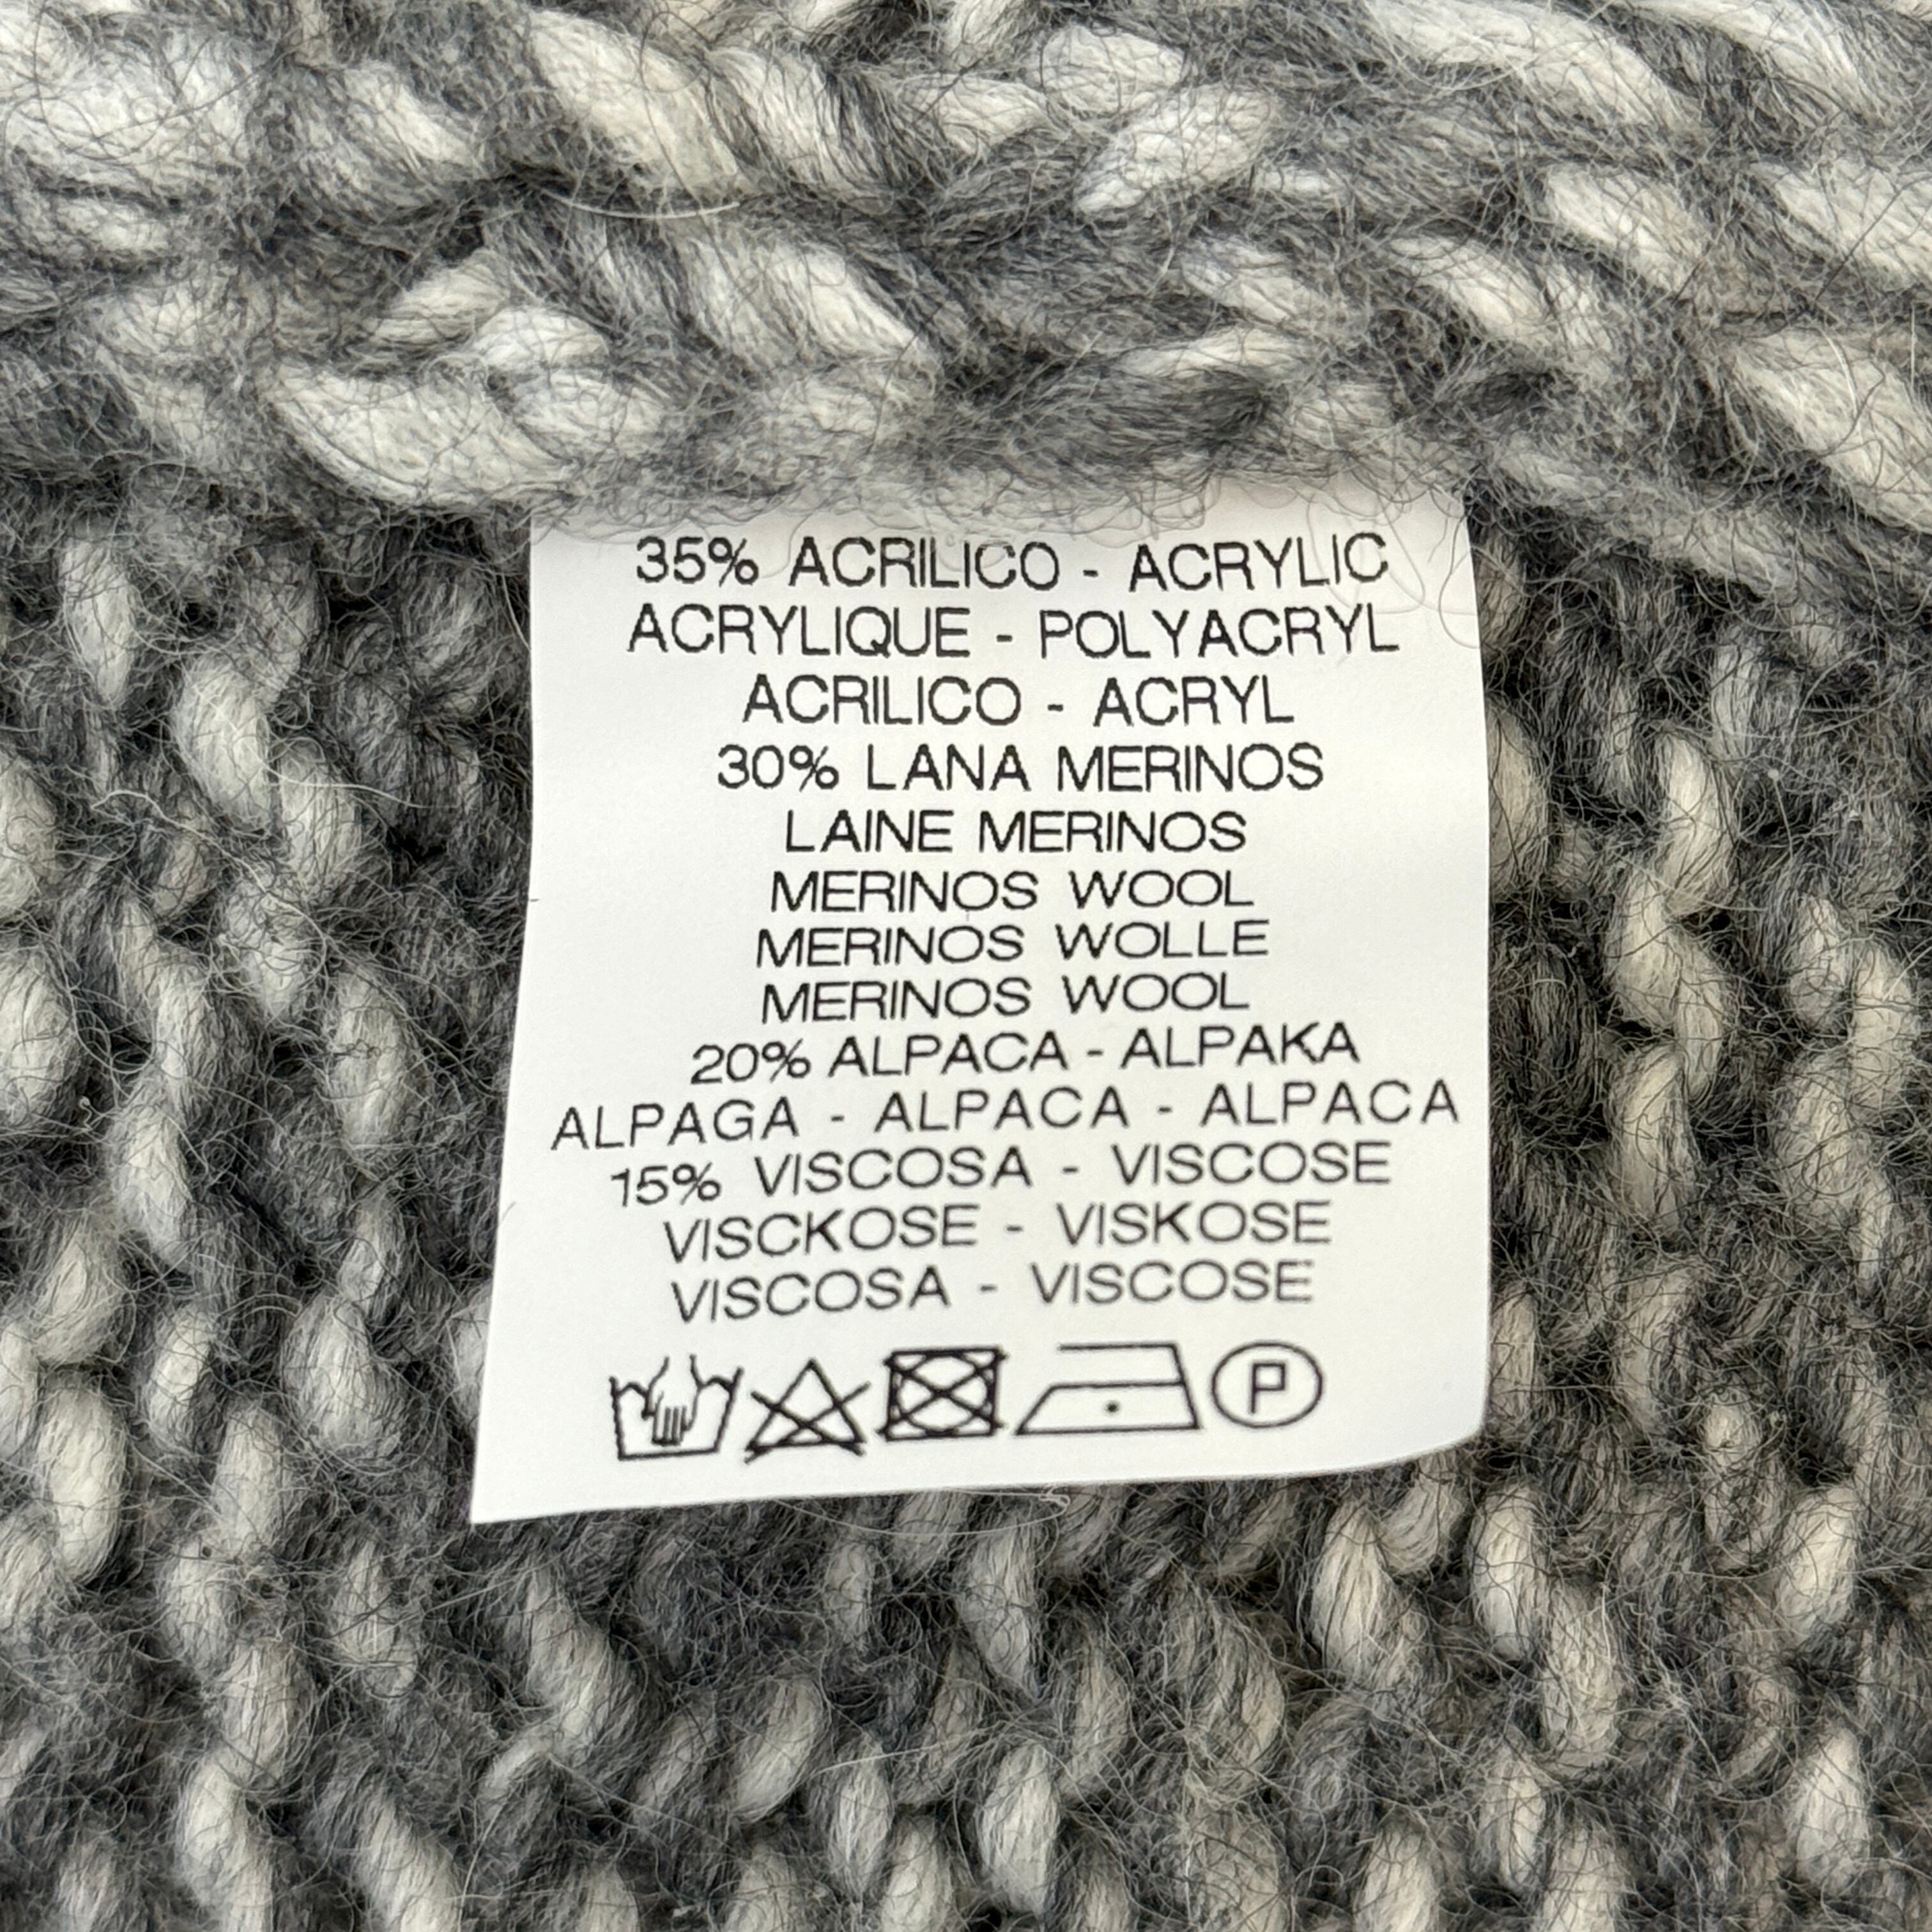 35% ACRILICO - ACRYLIC
ACRYLIQUE - POLYACRYL
ACRILICO - ACRYL
30% LANA MERINOS
LAINE MERINOS
MERINOS WOOL
MERINOS WOLLE
MERINOS WOOL
20% ALPACA - ALPAKA
ALPAGA - ALPACA - ALPACA
15% VISCOSA - VISCOSE
VISCKOSE - VISKOSE
VISCOSA - VISCOSE
P